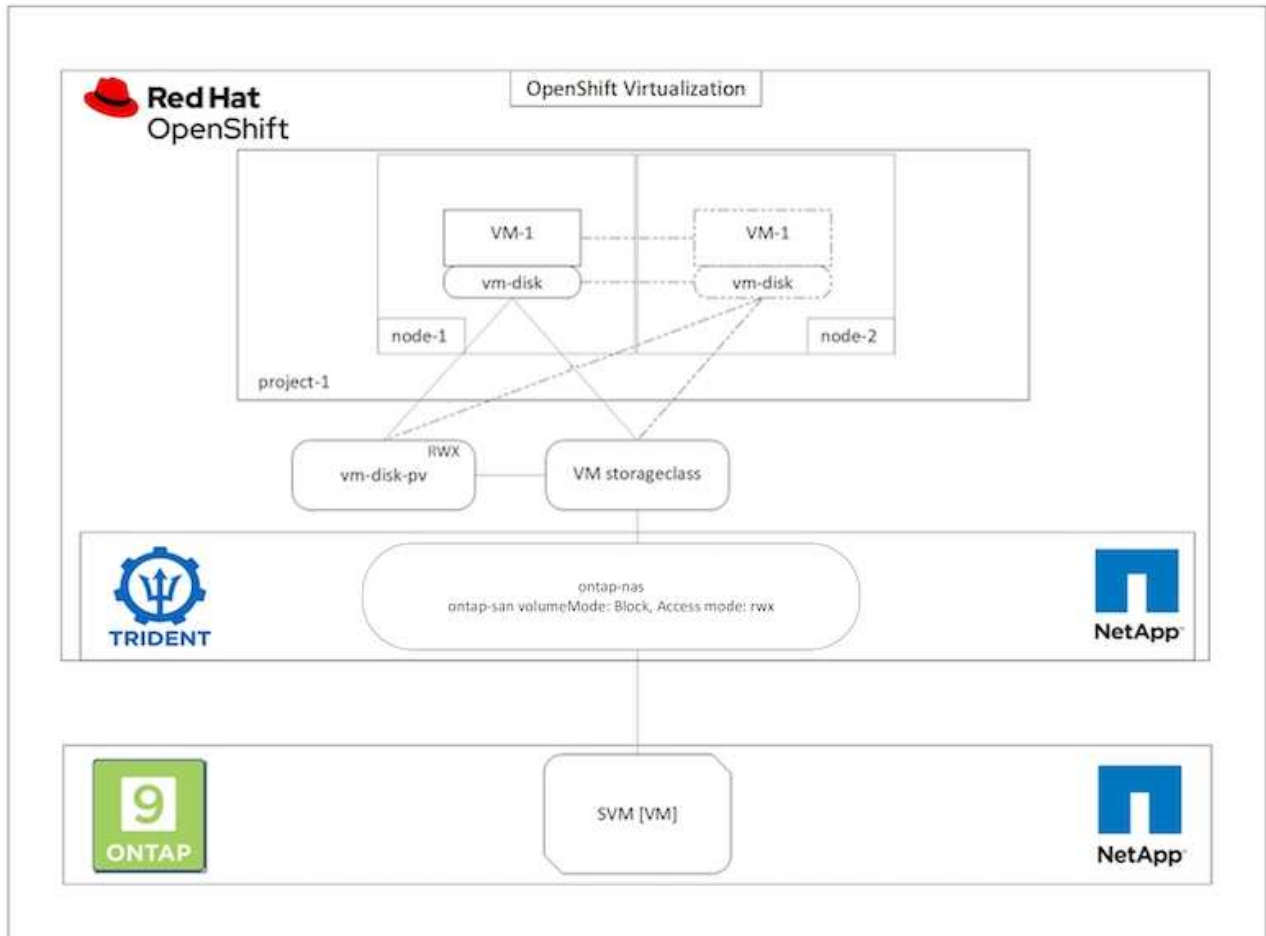 Red Hat
OpenShift
OpenShift Virtualization
VM-1
VM-1
vm-disk
vm-disk
node-1
node-2
project-1
RWX
vm-disk-pv
VM storageclass
ontap-nas
ontap-san volumeMode: Block, Access mode: rwx
TRIDENT
NetApp
SVM [VM]
9
ONTAP
NetApp